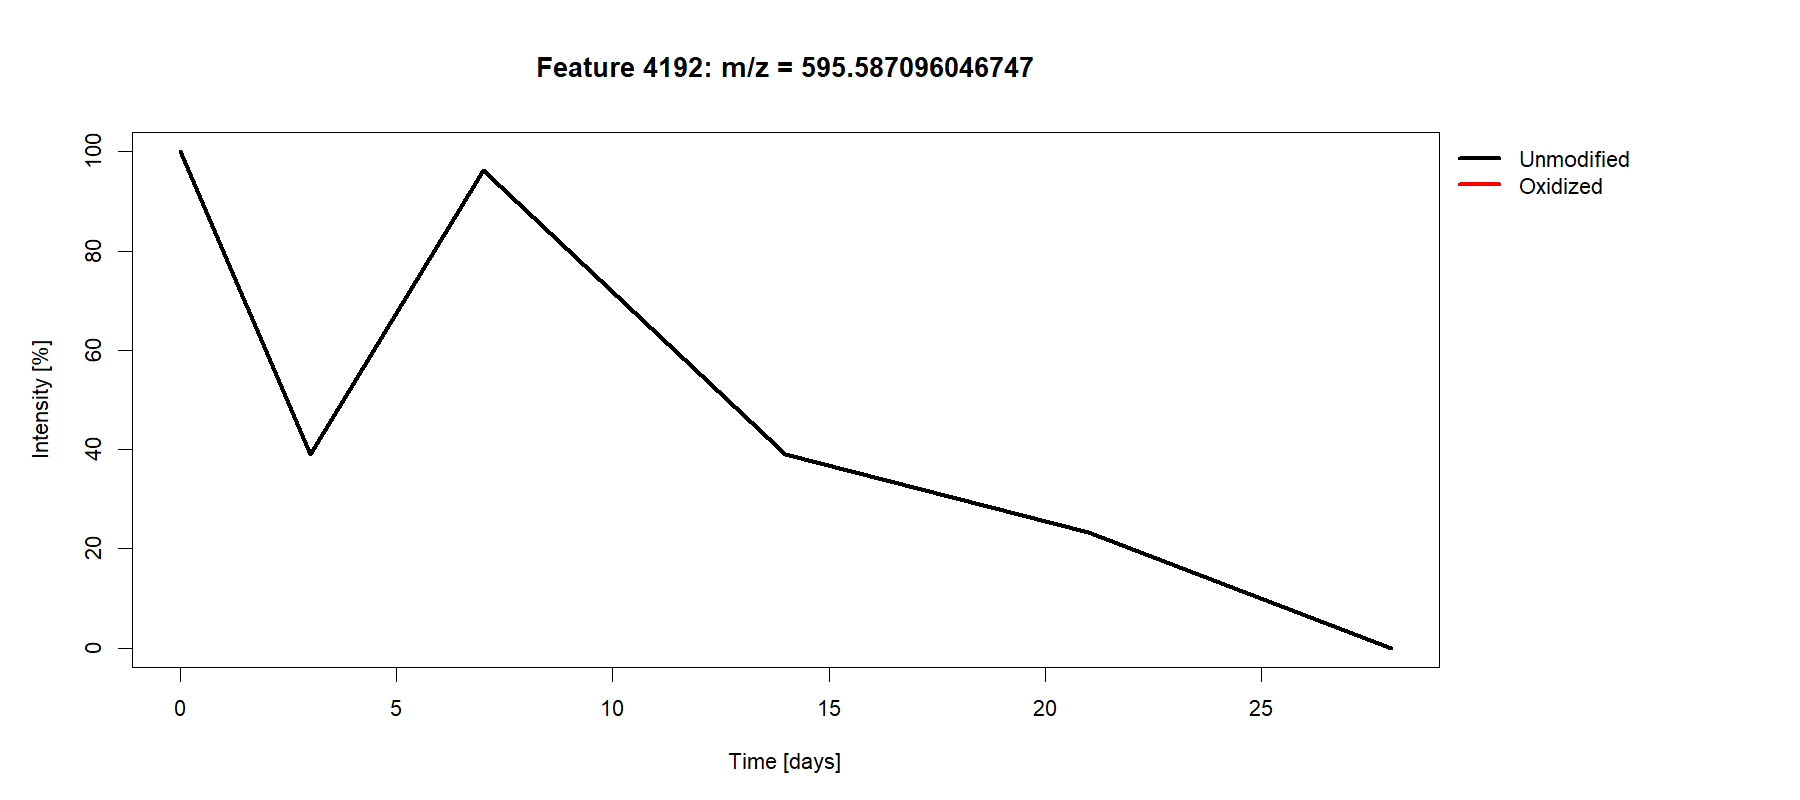 Feature 4192: m/z = 595.587096046747
Unmodified
Oxidized
Intensity [%]
100
80
60
40
20
0
0 5 10 15 20 25
Time [days]